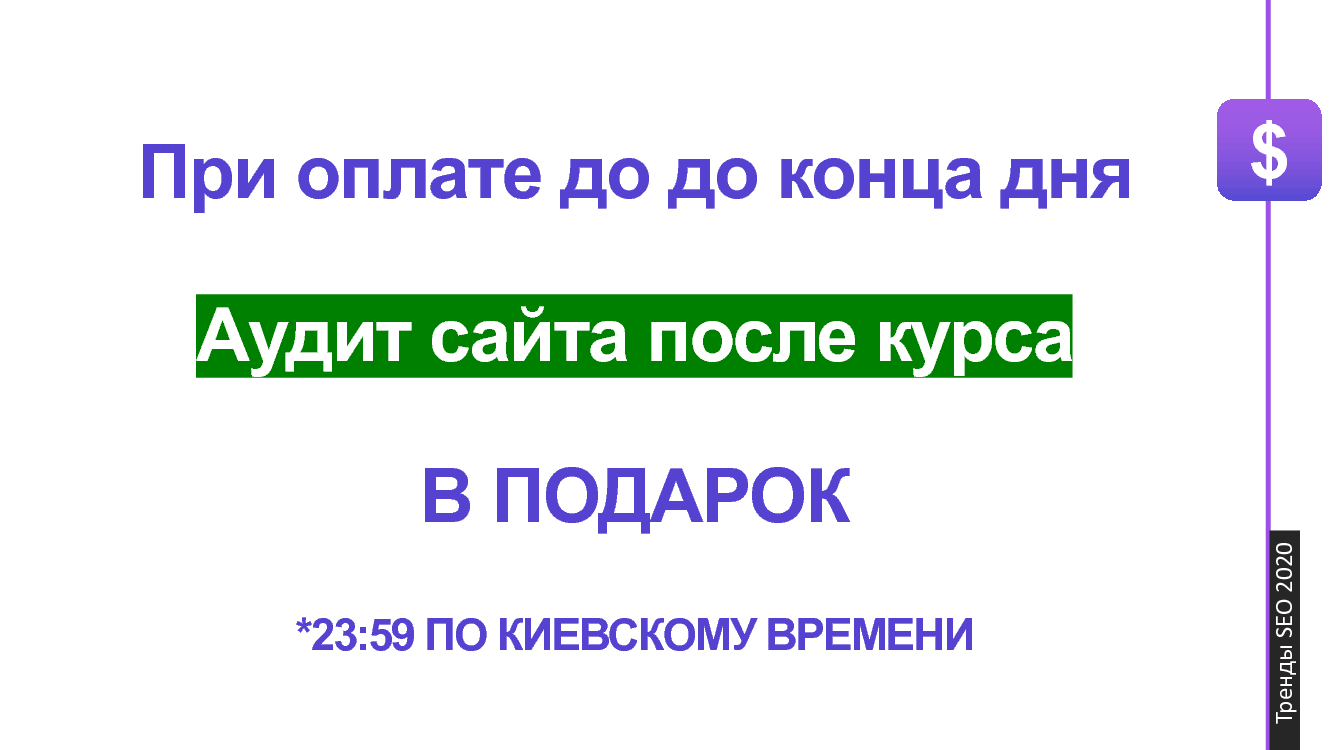 При оплате до до конца дня
$
Аудит сайта после курса
В ПОДАРОК
*23:59 ПО КИЕВСКОМУ ВРЕМЕНИ
Тренды SEO 2020